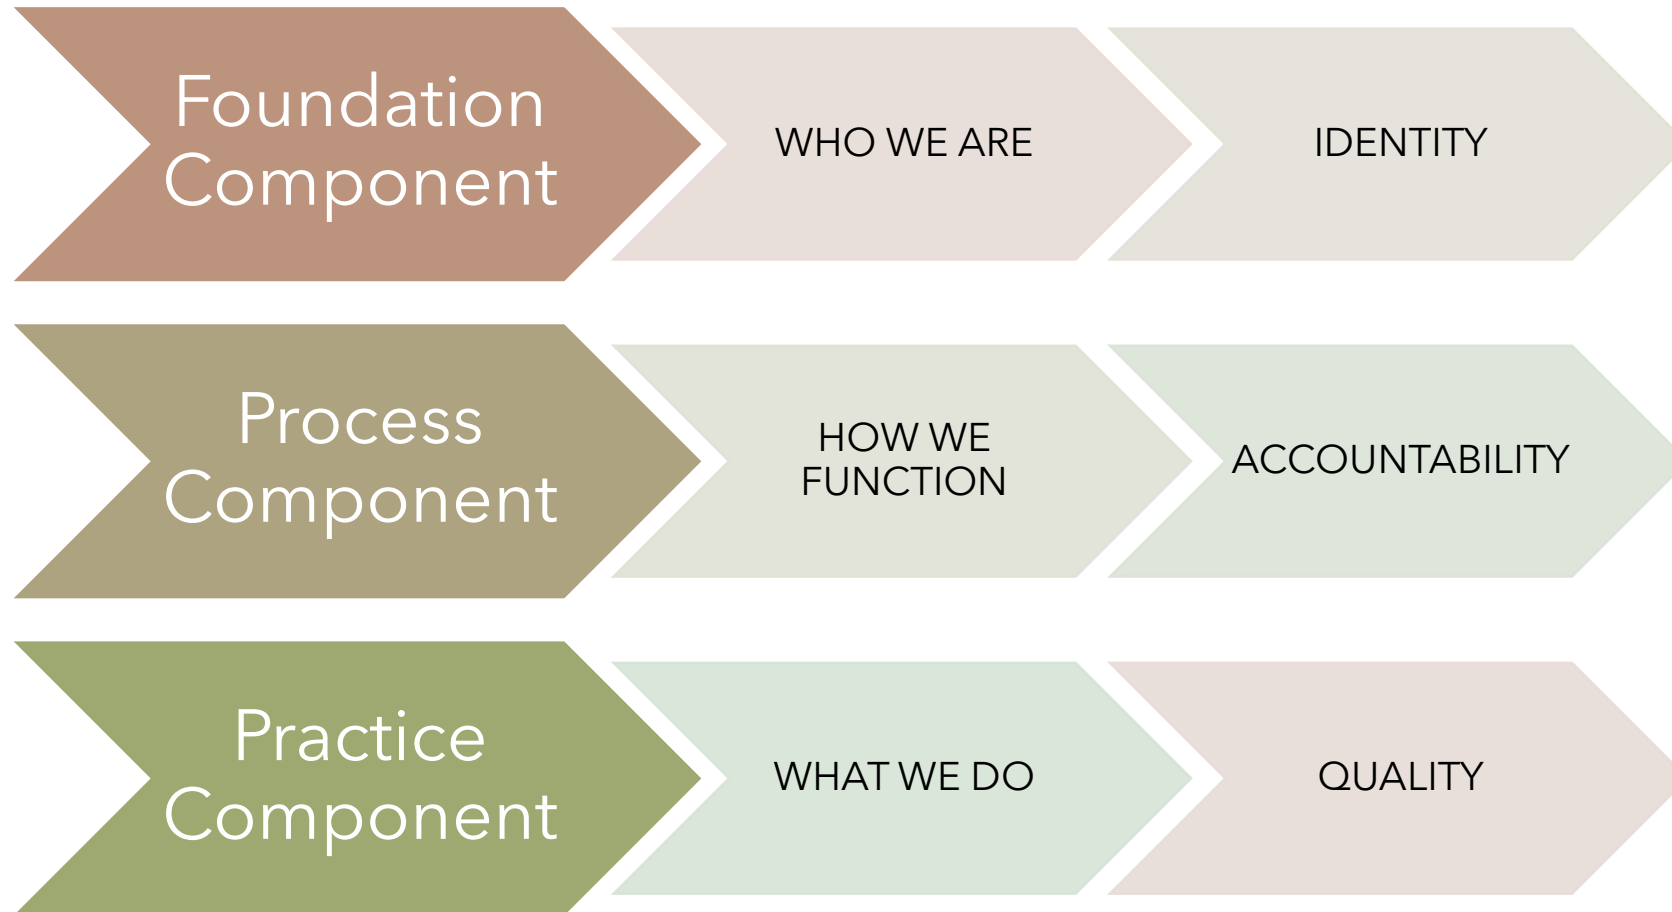 Foundation
Component
WHO WE ARE
IDENTITY
Process
Component
HOW WE
FUNCTION
ACCOUNTABILITY
Practice
Component
WHAT WE DO
QUALITY